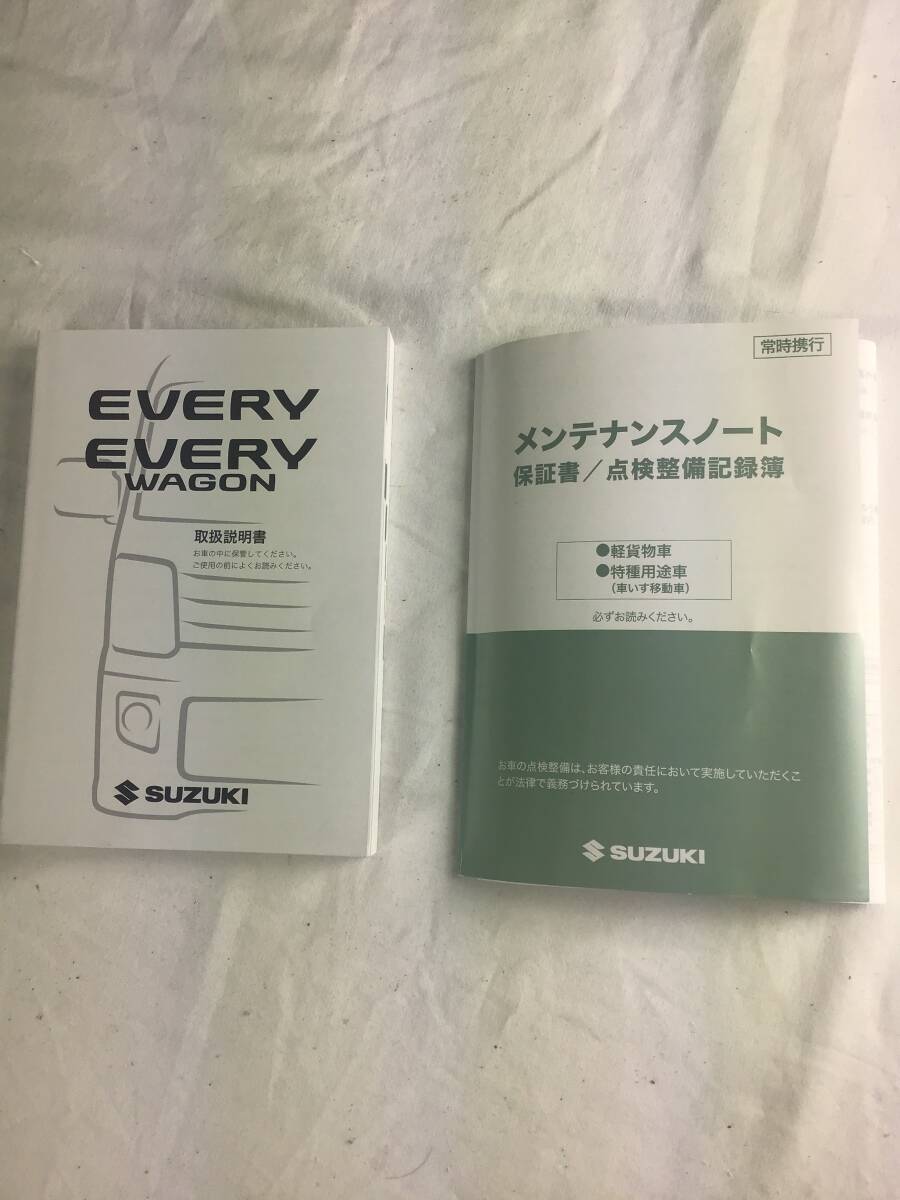 EVERY
EVERY
WAGON
取扱説明書
お車の中に保管してください。
ご使用の前によくお読みください。
SUZUKI
常時携行
メンテナンスノート
保証書/点検整備記録簿
●軽貨物車
●特種用途車
(車いす移動車)
必ずお読みください。
お車の点検整備は、お客様の責任において実施していただくこ
とが法律で義務づけられています。
SUZUKI